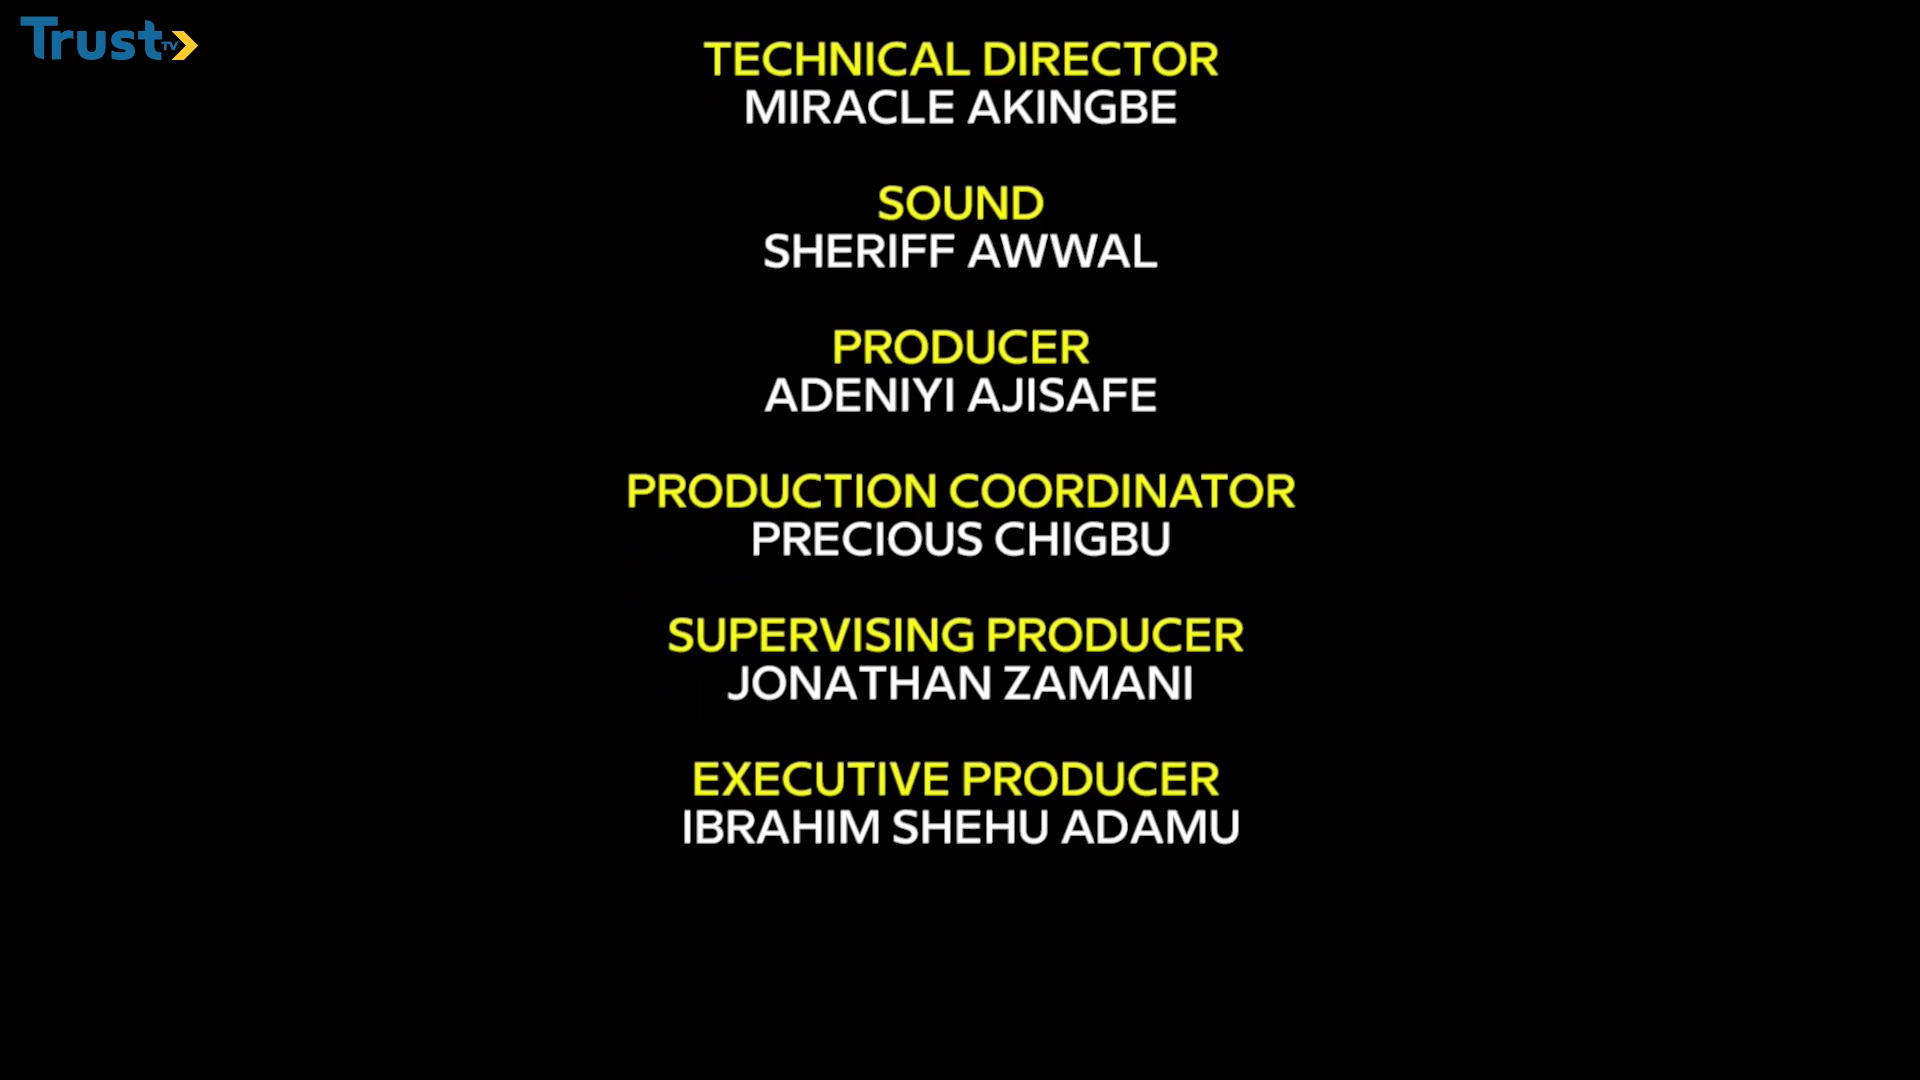 Trust TV
TECHNICAL DIRECTOR
MIRACLE AKINGBE
SOUND
SHERIFF AWWAL
PRODUCER
ADENIYI AJISAFE
PRODUCTION COORDINATOR
PRECIOUS CHIGBU
SUPERVISING PRODUCER
JONATHAN ZAMANI
EXECUTIVE PRODUCER
IBRAHIM SHEHU ADAMU